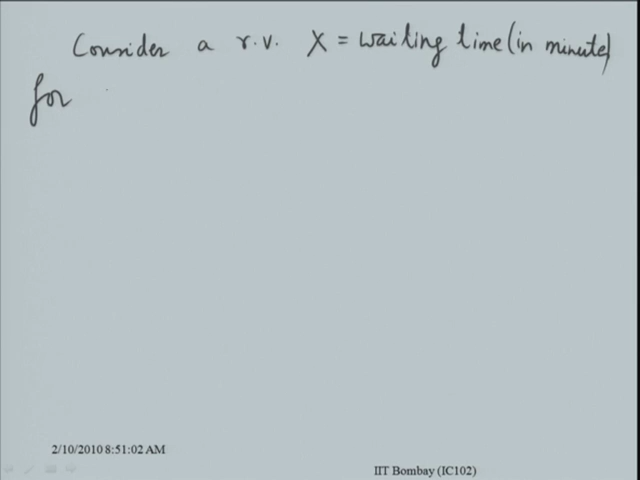 Consider a r.v. X = waiting time (in minute)
for
2/10/2010 8:51:02 AM
IIT Bombay (IC102)